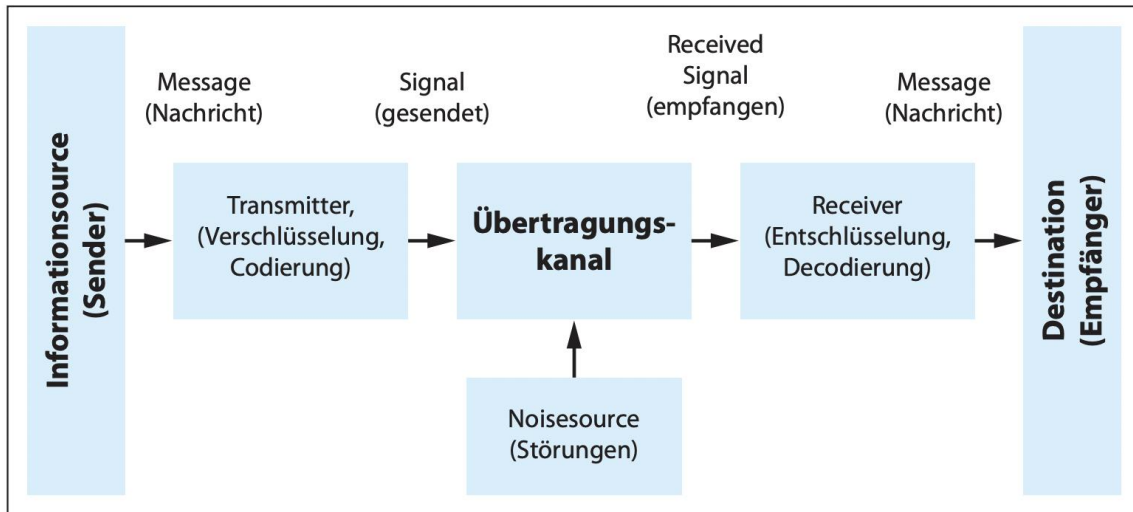 Informationsource
(Sender)
Message
(Nachricht)
Transmitter,
(Verschlüsselung,
Codierung)
Signal
(gesendet)
Übertragungs-
kanal
Noisesource
(Störungen)
Received
Signal
(empfangen)
Receiver
(Entschlüsselung,
Decodierung)
Message
(Nachricht)
Destination
(Empfänger)